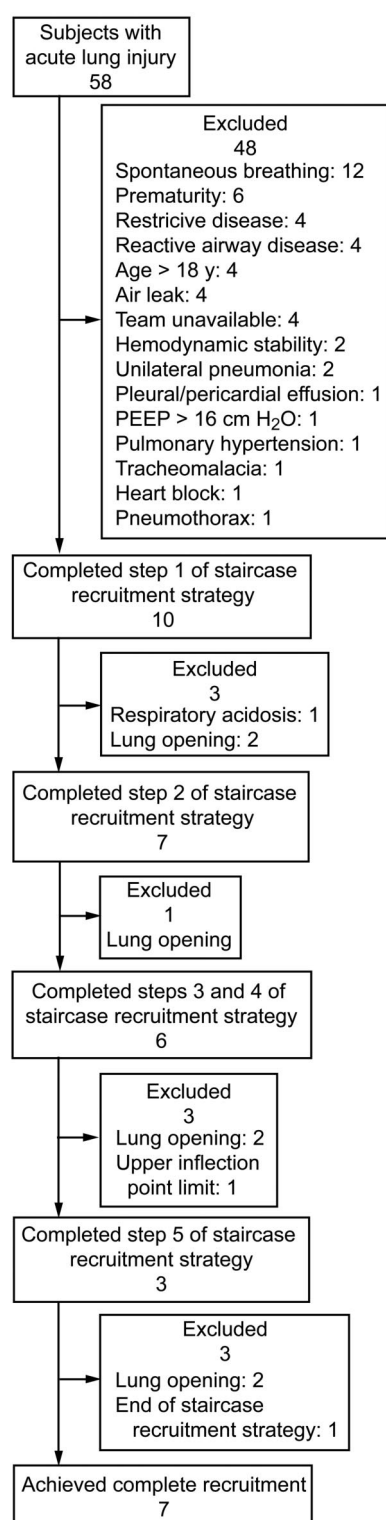 Subjects with
acute lung injury
58
Excluded
48
Spontaneous breathing: 12
Prematurity: 6
Restricive disease: 4
Reactive airway disease: 4
Age > 18 y: 4
Air leak: 4
Team unavailable: 4
Hemodynamic stability: 2
Unilateral pneumonia: 2
Pleural/pericardial effusion: 1
PEEP > 16 cm H₂O: 1
Pulmonary hypertension: 1
Tracheomalacia: 1
Heart block: 1
Pneumothorax: 1
Completed step 1 of staircase
recruitment strategy
10
Excluded
3
Respiratory acidosis: 1
Lung opening: 2
Completed step 2 of staircase
recruitment strategy
7
Excluded
1
Lung opening
Completed steps 3 and 4 of
staircase recruitment strategy
6
Excluded
3
Lung opening: 2
Upper inflection
point limit: 1
Completed step 5 of staircase
recruitment strategy
3
Excluded
3
Lung opening: 2
End of staircase
recruitment strategy: 1
Achieved complete recruitment
7